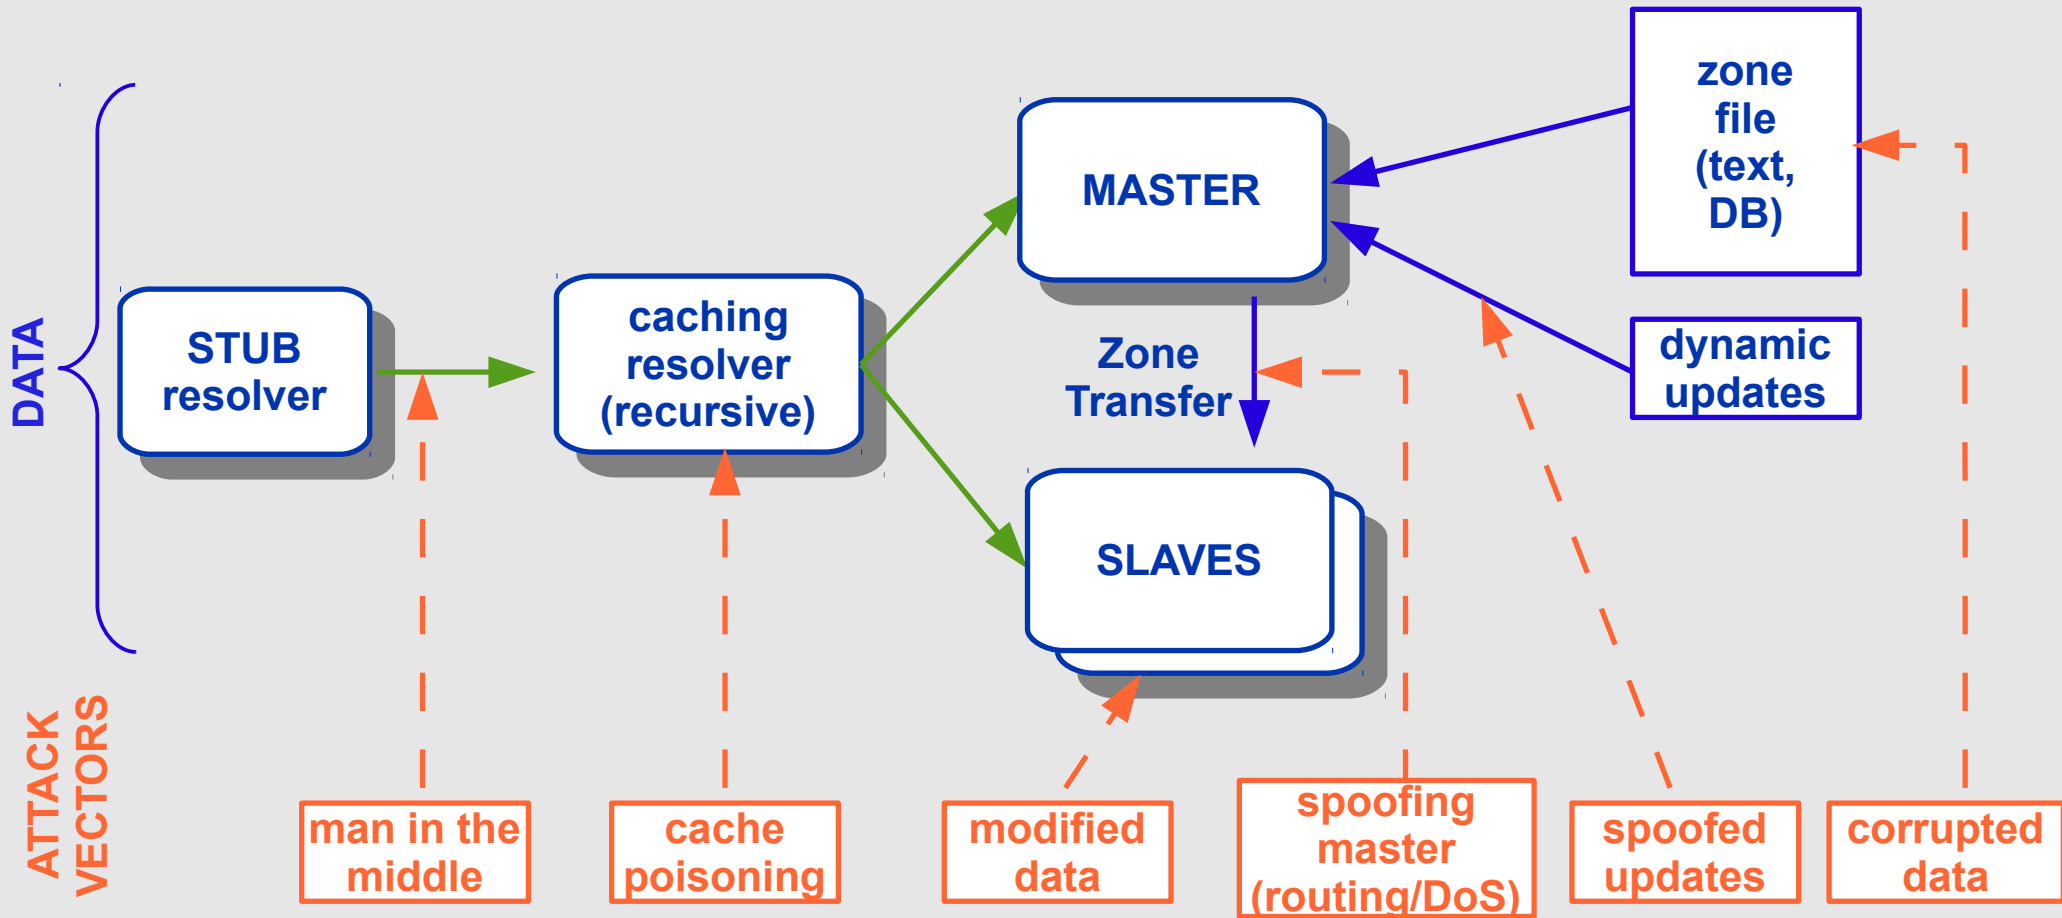 DATA
STUB
resolver
caching
resolver
(recursive)
MASTER
Zone
Transfer
SLAVES
zone
file
(text,
DB)
dynamic
updates
ATTACK
VECTORS
man in the
middle
cache
poisoning
modified
data
spoofing
master
(routing/DoS)
spoofed
updates
corrupted
data